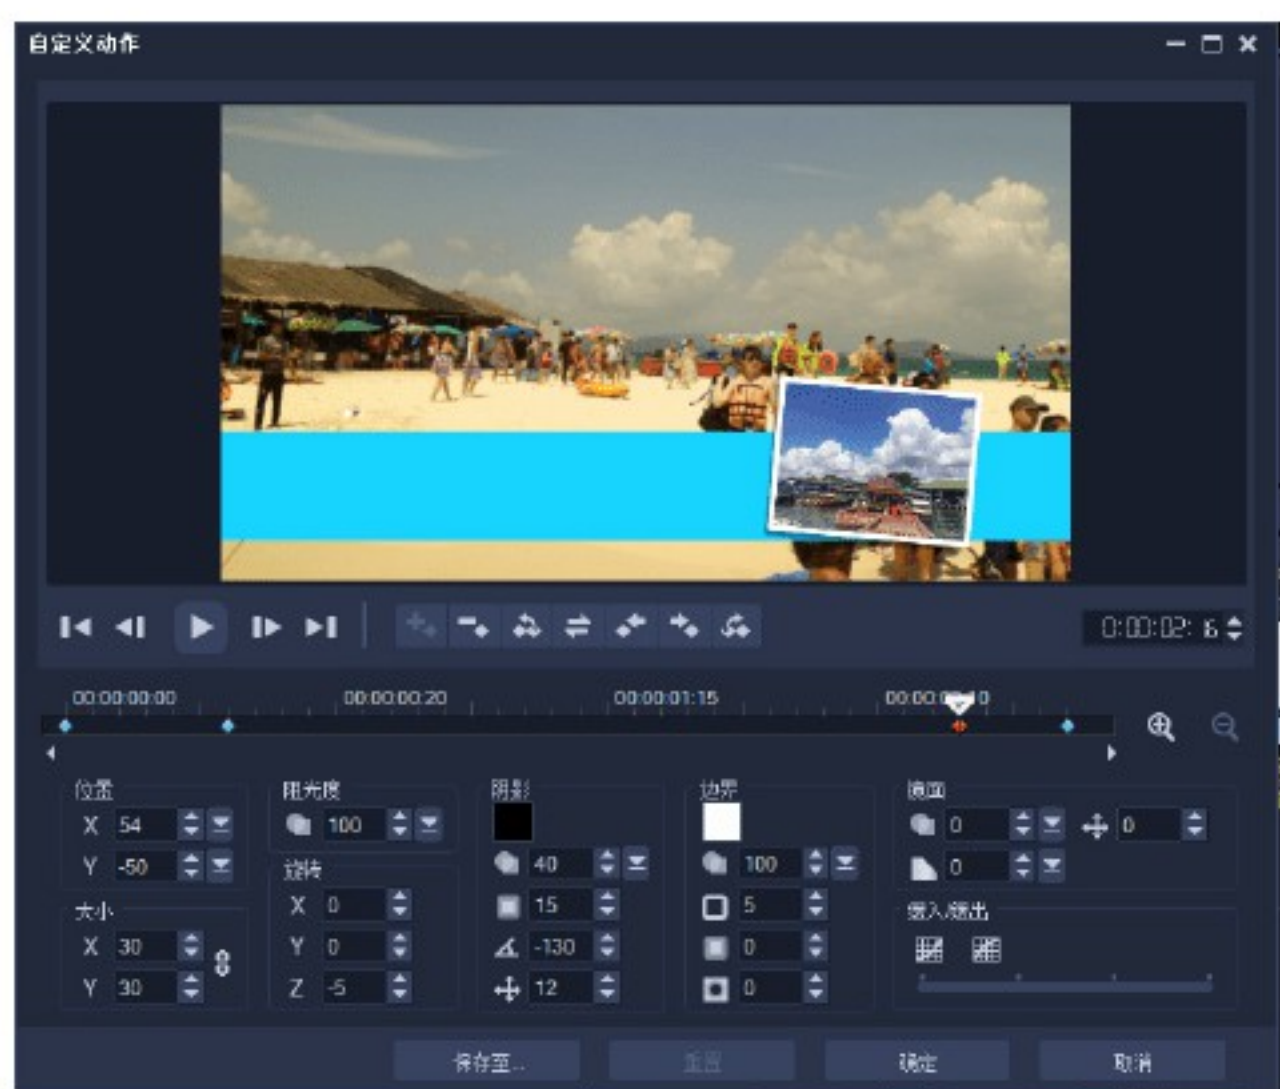 自定义动作
0:00:02:16
00:00:00:00 00:00:00:20 00:00:01:15
位置 阻光度 阴影 边界 镜面
X 54 100 0 0
Y -50 旋转 40 100 0
大小 X 0 15 5 缓入/缓出
X 30 Y 0 -130 0
Y 30 Z -5 12 0
保存至... 重置 确定 取消